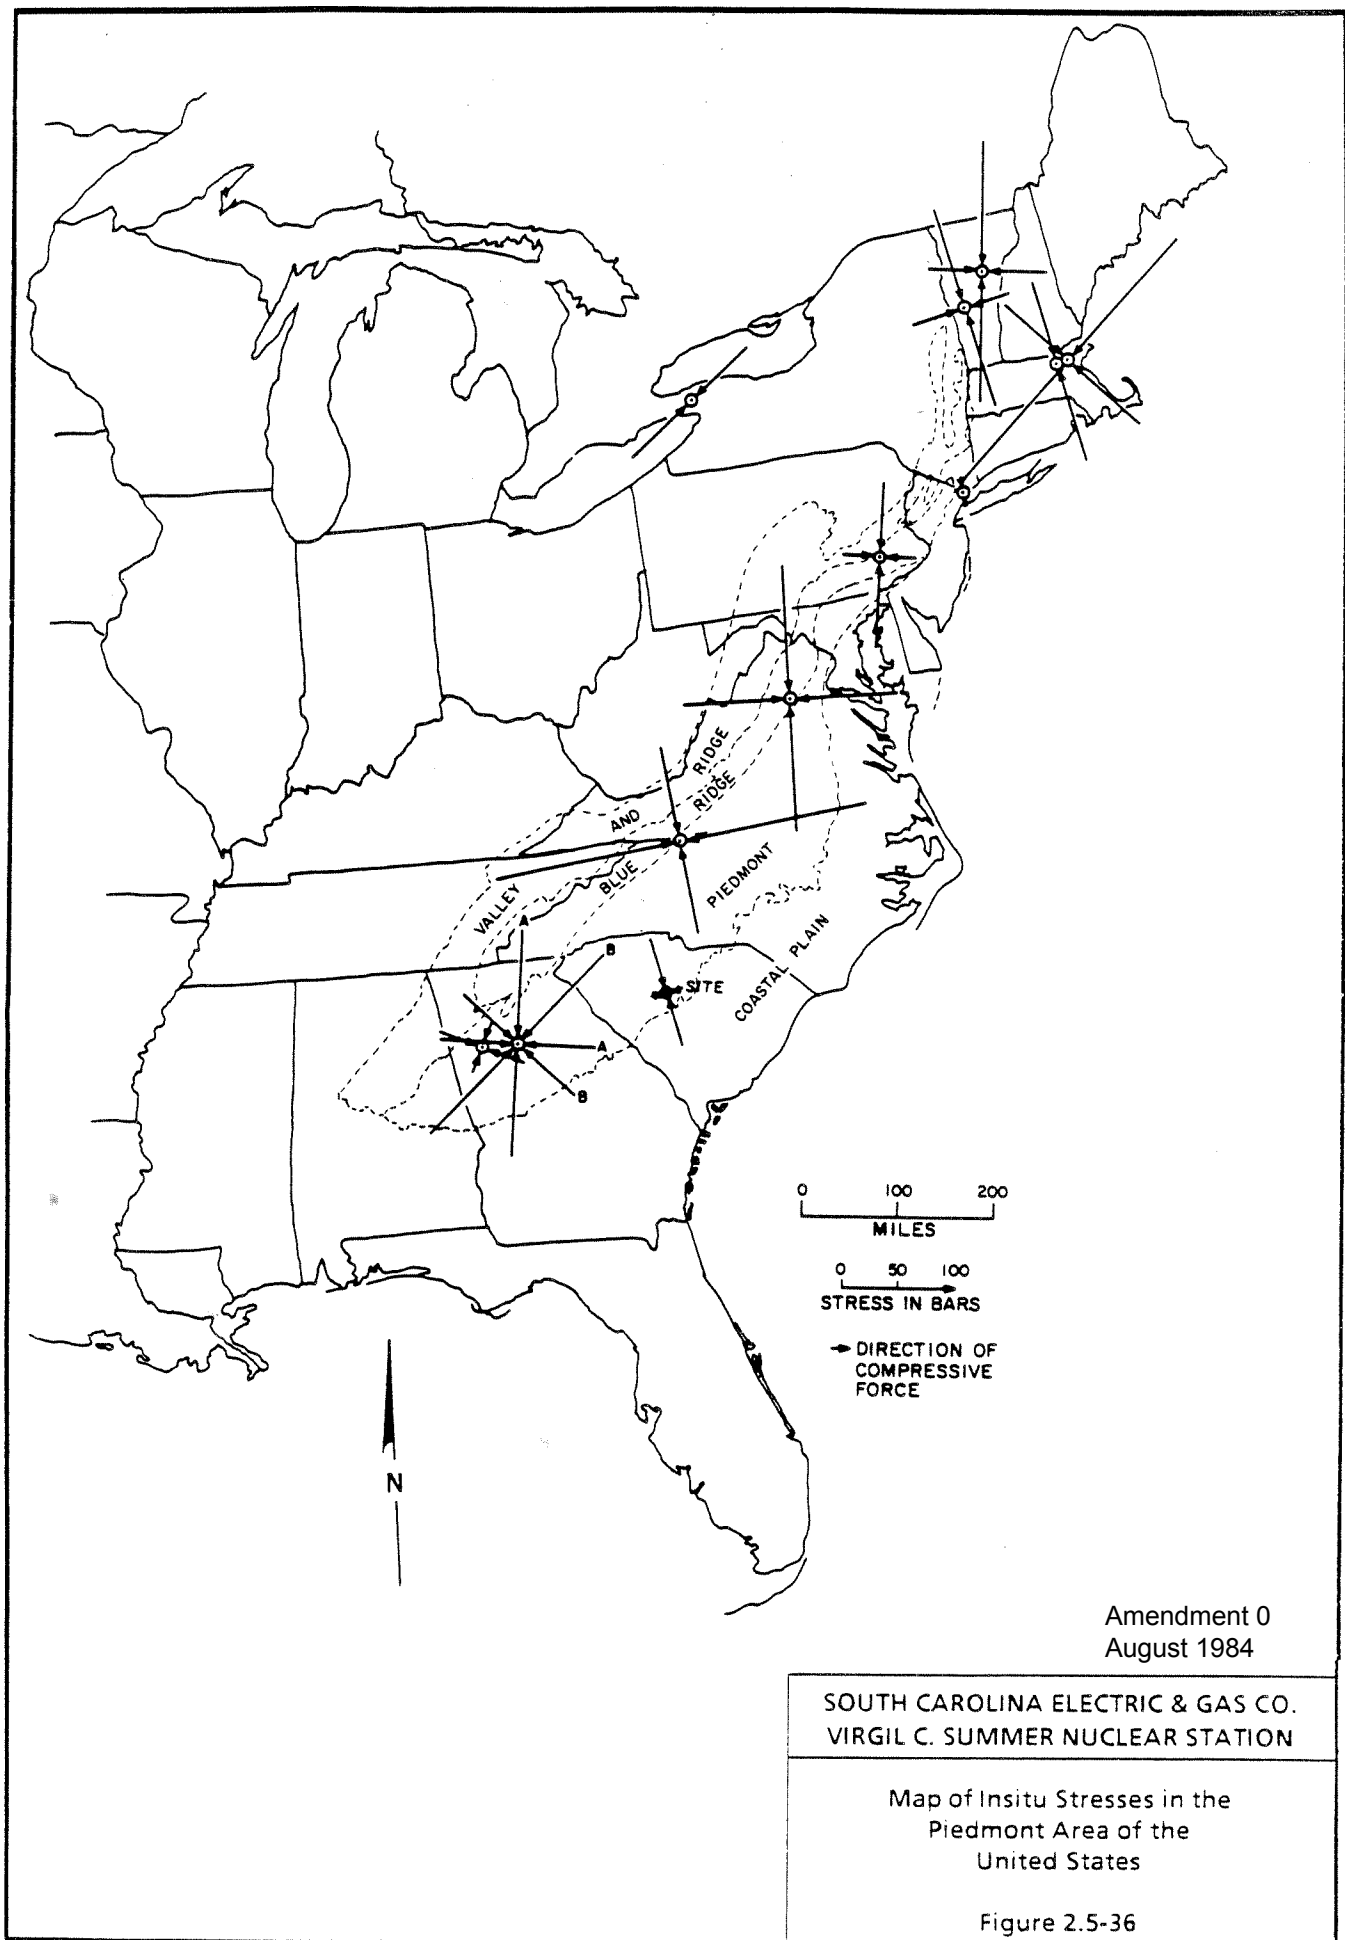 RIDGE
RIDGE
AND
BLUE
VALLEY
PIEDMONT
COASTAL PLAIN
A
B
SITE
A
B
0 100 200
MILES
0 50 100
STRESS IN BARS
DIRECTION OF
COMPRESSIVE
FORCE
N
Amendment 0
August 1984
SOUTH CAROLINA ELECTRIC & GAS CO.
VIRGIL C. SUMMER NUCLEAR STATION
Map of Insitu Stresses in the
Piedmont Area of the
United States
Figure 2.5-36